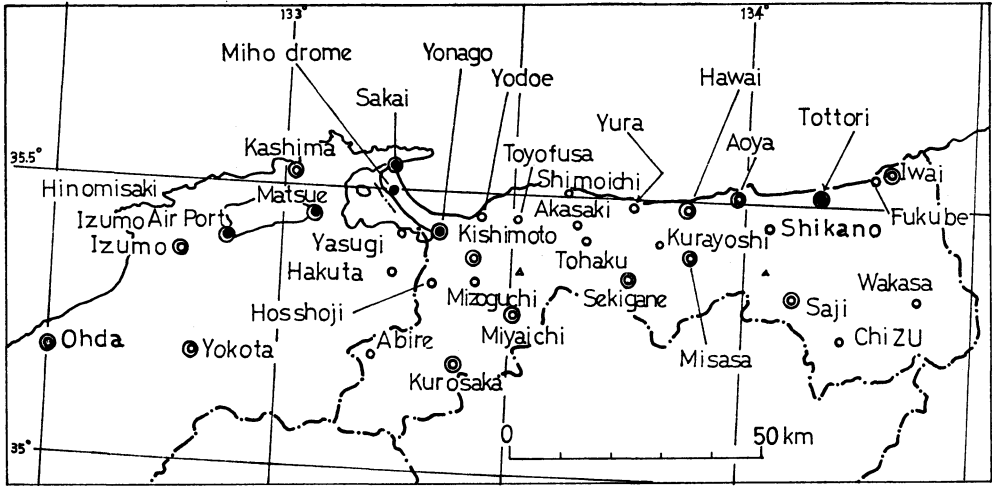 133°
134°
Miho drome
Yonago
Yodoe
Hawai
Sakai
Yura
Aoya
Tottori
Kashima
Toyofusa
35.5°
Shimoichi
Iwai
Hinomisaki
Matsue
Akasaki
Fukube
Izumo Air Port
Yasugi
Kishimoto
Kurayoshi
Shikano
Izumo
Hakuta
Tohaku
Wakasa
Hosshoji
Mizoguchi
Sekigane
Saji
Ohda
Yokota
Abire
Miyaichi
Misasa
ChiZU
Kurosaka
35°
0
50 km